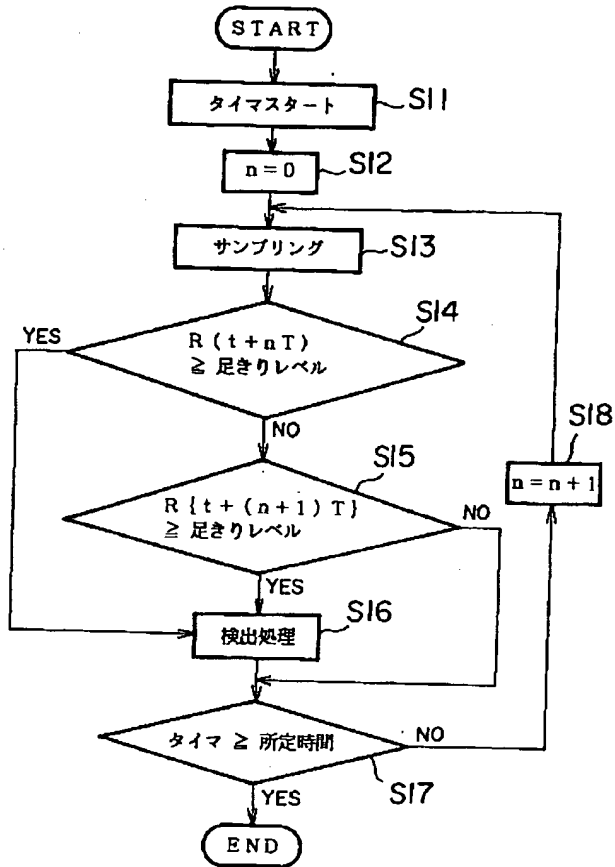 START
タイマスタート
S11
n=0
S12
サンプリング
S13
S14
YES
R(t+nT)
≧ 足きりレベル
NO
S15
R{t+(n+1)T}
≧ 足きりレベル
NO
YES
S18
n=n+1
検出処理
S16
タイマ ≧ 所定時間
NO
S17
YES
END